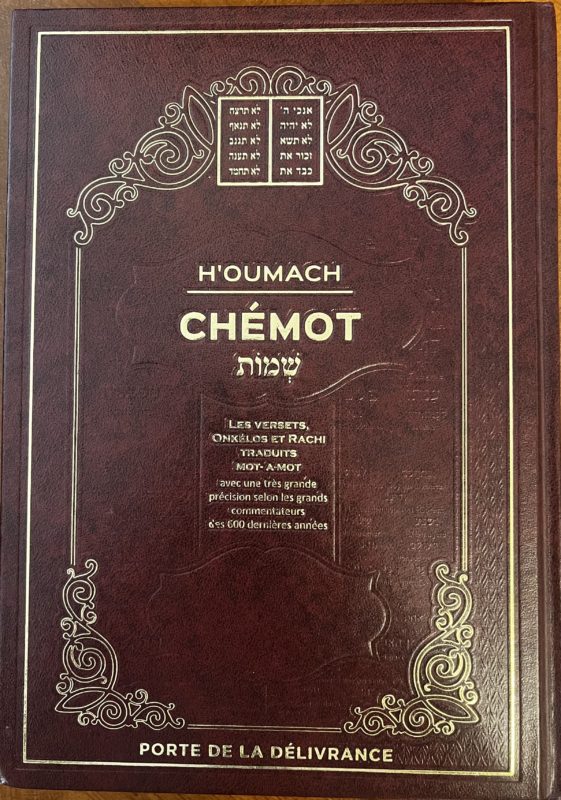 אנכי ה' לא תרצח
לא יהיה לא תנאף
לא תשא לא תגנב
זכור את לא תענה
כבד את לא תחמד
H'OUMACH
CHÉMOT
שְׁמוֹת
LES VERSETS,
ONKÉLOS ET RACHI
TRADUITS
MOT-A-MOT
avec une très grande
précision selon les grands
commentateurs
des 600 dernières années
PORTE DE LA DÉLIVRANCE